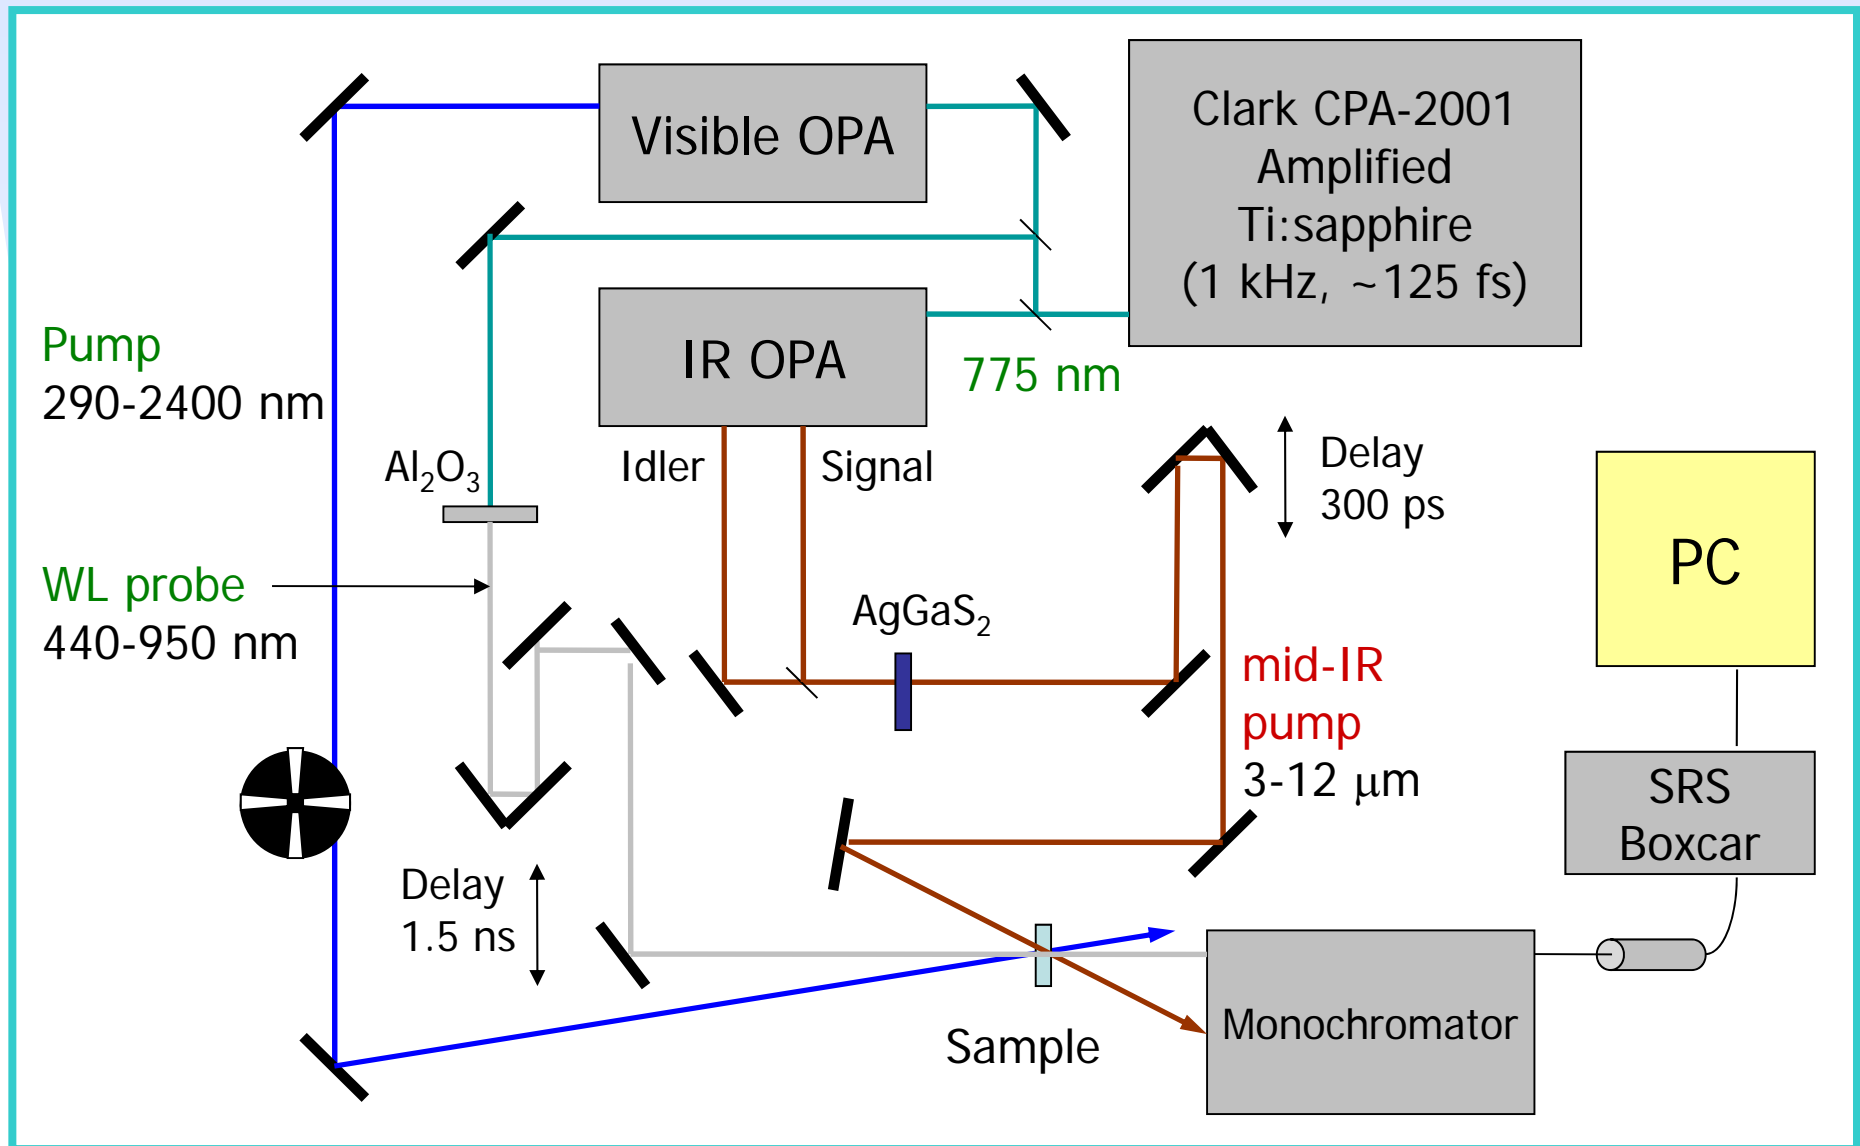 Visible OPA
Clark CPA-2001
Amplified
Ti:sapphire
(1 kHz, ~125 fs)
IR OPA
775 nm
Pump
290-2400 nm
Al₂O₃
Idler
Signal
Delay
300 ps
PC
WL probe
440-950 nm
AgGaS₂
mid-IR
pump
3-12 μm
SRS
Boxcar
Delay
1.5 ns
Sample
Monochromator